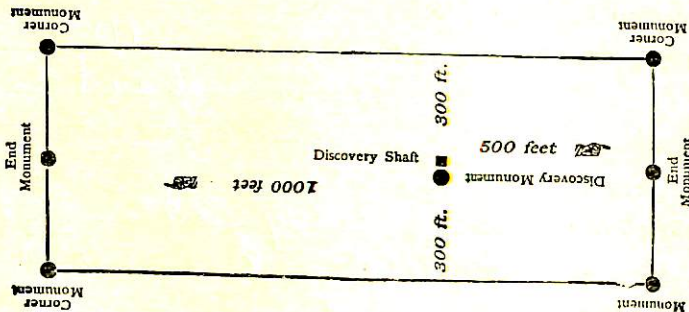 Corner
Monument
Corner
Monument
300 ft.
End
Monument
Discovery Shaft
500 feet
1000 feet
Discovery Monument
End
Monument
300 ft.
Corner
Monument
Monument